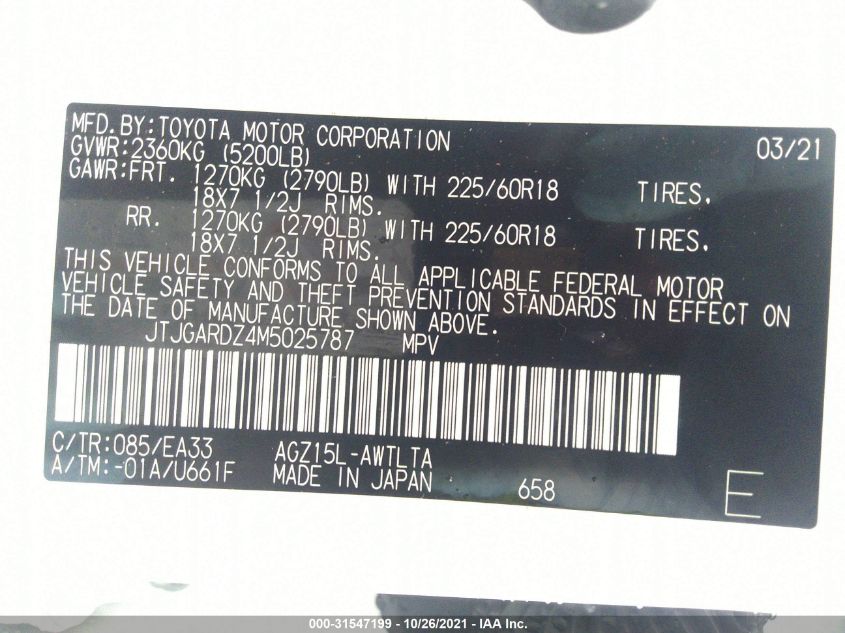 MFD.BY:TOYOTA MOTOR CORPORATION 03/21
GVWR:2360KG (5200LB)
GAWR:FRT. 1270KG (2790LB) WITH 225/60R18 TIRES,
18X7 1/2J RIMS.
RR. 1270KG (2790LB) WITH 225/60R18 TIRES,
18X7 1/2J RIMS.
THIS VEHICLE CONFORMS TO ALL APPLICABLE FEDERAL MOTOR
VEHICLE SAFETY AND THEFT PREVENTION STANDARDS IN EFFECT ON
THE DATE OF MANUFACTURE SHOWN ABOVE.
JTJGARDZ4M5025787 MPV
C/TR:085/EA33 AGZ15L-AWTLTA
A/TM:-01A/U661F MADE IN JAPAN 658 E
000-31547199 - 10/26/2021 - IAA Inc.